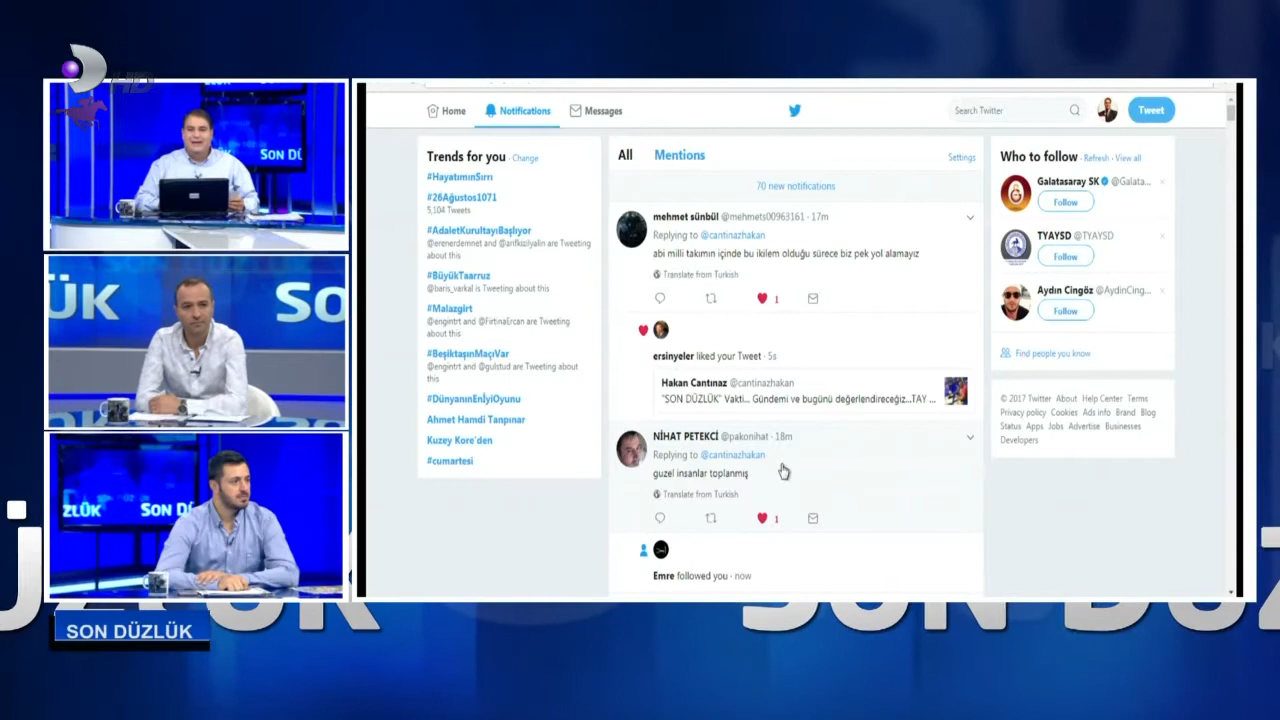 HD
SON DÜ
ÜK
SO
ZLÜK
SON D
SON DÜZLÜK
Home
Notifications
Messages
Search Twitter
Tweet
Trends for you · Change
#HayatımınSırrı
#26Ağustos1071
5,104 Tweets
#AdaletKurultayıBaşlıyor
@erenerdemnet and @arifkizilyalin are Tweeting
about this
#BüyükTaarruz
@baris_varkal is Tweeting about this
#Malazgirt
@engintrt and @FirtinaErcan are Tweeting
about this
#BeşiktaşınMaçıVar
@engintrt and @gulstud are Tweeting about
this
#DünyanınEnİyiOyunu
Ahmet Hamdi Tanpınar
Kuzey Kore'den
#cumartesi
All
Mentions
Settings
70 new notifications
mehmet sünbül @mehmets00963161 · 17m
Replying to @cantinazhakan
abi milli takımın içinde bu ikilem olduğu sürece biz pek yol alamayız
Translate from Turkish
1
ersinyeler liked your Tweet · 5s
Hakan Cantınaz @cantinazhakan
"SON DÜZLÜK" Vakti... Gündemi ve bugünü değerlendireceğiz...TAY ...
NİHAT PETEKCİ @pakonihat · 18m
Replying to @cantinazhakan
guzel insanlar toplanmış
Translate from Turkish
1
Emre followed you · now
Who to follow · Refresh · View all
Galatasaray SK @Galata...
Follow
TYAYSD @TYAYSD
Follow
Aydın Cingöz @AydinCing...
Follow
Find people you know
© 2017 Twitter About Help Center Terms
Privacy policy Cookies Ads info Brand Blog
Status Apps Jobs Advertise Businesses
Developers